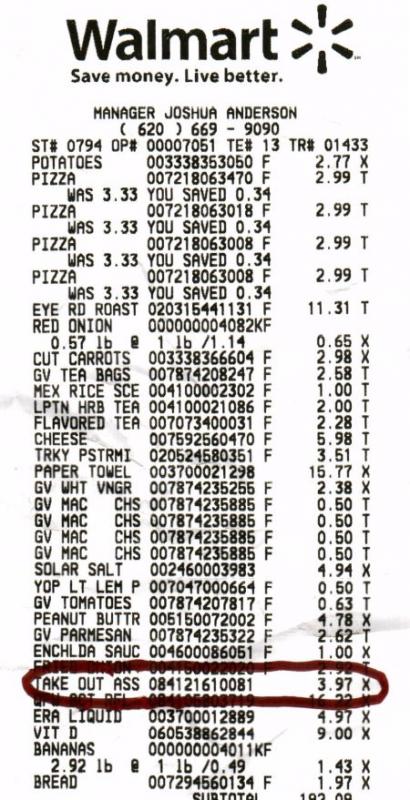 Walmart
Save money. Live better.
MANAGER JOSHUA ANDERSON
( 620 ) 669 - 9090
ST# 0794 OP# 00007051 TE# 13 TR# 01433
POTATOES 003338353050 F 2.77 X
PIZZA 007218063470 F 2.99 T
WAS 3.33 YOU SAVED 0.34
PIZZA 007218063018 F 2.99 T
WAS 3.33 YOU SAVED 0.34
PIZZA 007218063008 F 2.99 T
WAS 3.33 YOU SAVED 0.34
PIZZA 007218063008 F 2.99 T
WAS 3.33 YOU SAVED 0.34
EYE RD ROAST 020315441131 F 11.31 T
RED ONION 000000004082KF
0.57 lb @ 1 lb /1.14 0.65 X
CUT CARROTS 003338366604 F 2.98 X
GV TEA BAGS 007874208247 F 2.58 T
MEX RICE SCE 004100002302 F 1.00 T
LPTN HRB TEA 004100021086 F 2.00 T
FLAVORED TEA 007073400031 F 2.28 T
CHEESE 007592560470 F 5.98 T
TRKY PSTRMI 020524580351 F 3.51 T
PAPER TOWEL 003700021298 15.77 X
GV WHT VNGR 007874235255 F 2.38 X
GV MAC CHS 007874235885 F 0.50 T
GV MAC CHS 007874235885 F 0.50 T
GV MAC CHS 007874235885 F 0.50 T
GV MAC CHS 007874235885 F 0.50 T
SOLAR SALT 002460003983 4.94 X
YOP LT LEM P 007047000664 F 0.50 T
GV TOMATOES 007874207817 F 0.63 T
PEANUT BUTTR 005150072002 F 4.78 X
GV PARMESAN 007874235322 F 2.62 T
ENCHLDA SAUC 004600086051 F 1.00 X
FRIED ONION 004150022020 F 2.92
TAKE OUT ASS 084121610081 3.97 X
ERA LIQUID 003700012889 4.97 X
VIT D 060538862844 9.00 X
BANANAS 000000004011KF
2.92 lb @ 1 lb /0.49 1.43 X
BREAD 007294560134 F 1.97 X
SUBTOTAL 182.08